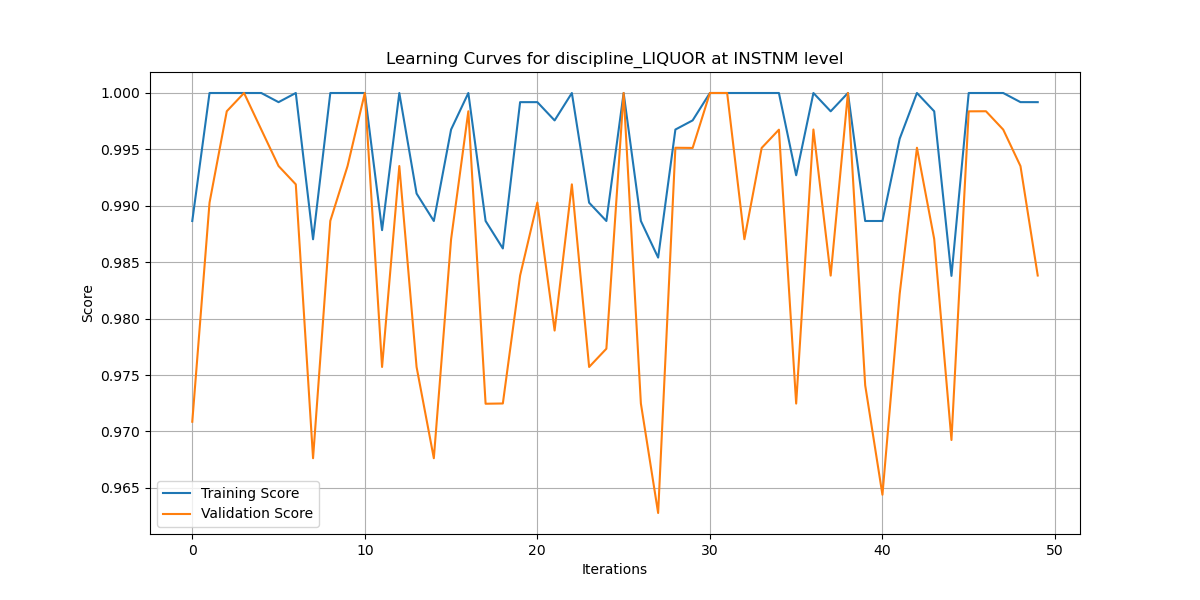 Learning Curves for discipline_LIQUOR at INSTNM level
1.000
0.995
0.990
0.985
0.980
0.975
0.970
0.965
Score
Training Score
Validation Score
0 10 20 30 40 50
Iterations